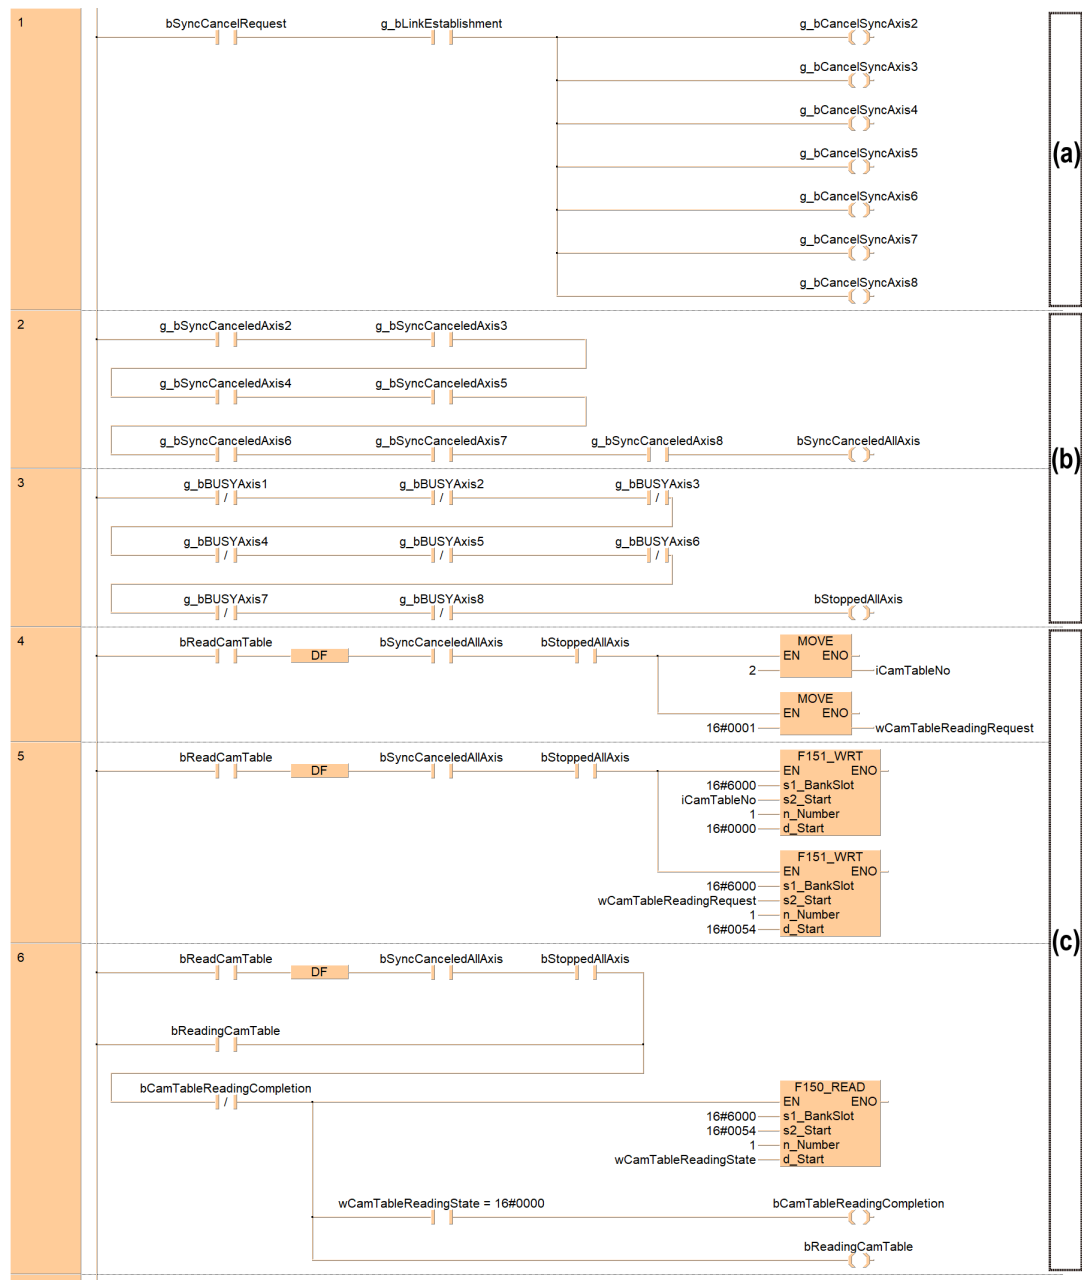 1
bSyncCancelRequest g_bLinkEstablishment g_bCancelSyncAxis2
g_bCancelSyncAxis3
g_bCancelSyncAxis4
g_bCancelSyncAxis5
(a)
g_bCancelSyncAxis6
g_bCancelSyncAxis7
g_bCancelSyncAxis8
2
g_bSyncCanceledAxis2 g_bSyncCanceledAxis3
g_bSyncCanceledAxis4 g_bSyncCanceledAxis5
g_bSyncCanceledAxis6 g_bSyncCanceledAxis7 g_bSyncCanceledAxis8 bSyncCanceledAllAxis
(b)
3
g_bBUSYAxis1 g_bBUSYAxis2 g_bBUSYAxis3
g_bBUSYAxis4 g_bBUSYAxis5 g_bBUSYAxis6
g_bBUSYAxis7 g_bBUSYAxis8 bStoppedAllAxis
4
bReadCamTable DF bSyncCanceledAllAxis bStoppedAllAxis MOVE
EN ENO
2 iCamTableNo
MOVE
EN ENO
16#0001 wCamTableReadingRequest
5
bReadCamTable DF bSyncCanceledAllAxis bStoppedAllAxis F151_WRT
EN ENO
16#6000 s1_BankSlot
iCamTableNo s2_Start
1 n_Number
16#0000 d_Start
F151_WRT
EN ENO
16#6000 s1_BankSlot
wCamTableReadingRequest s2_Start
1 n_Number
16#0054 d_Start
(c)
6
bReadCamTable DF bSyncCanceledAllAxis bStoppedAllAxis
bReadingCamTable
bCamTableReadingCompletion F150_READ
EN ENO
16#6000 s1_BankSlot
16#0054 s2_Start
1 n_Number
wCamTableReadingState d_Start
wCamTableReadingState = 16#0000 bCamTableReadingCompletion
bReadingCamTable